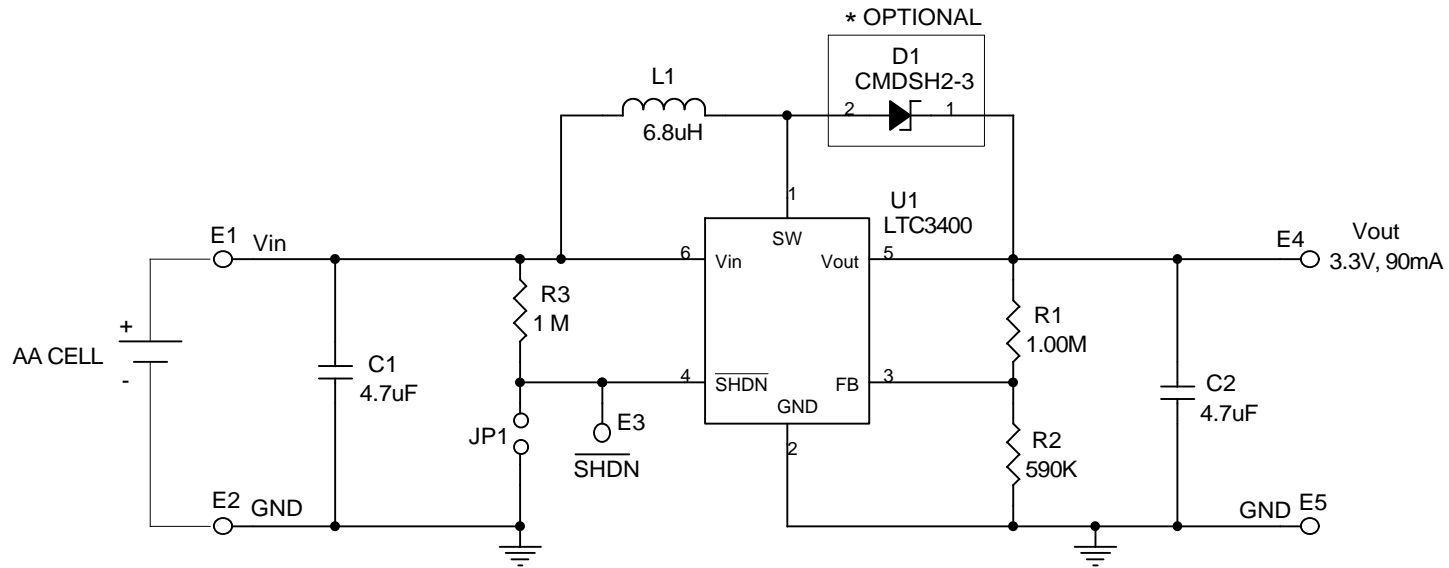 * OPTIONAL
D1
CMDSH2-3
L1
6.8uH
2
1
1
U1
LTC3400
SW
E1
Vin
6
Vin
Vout
5
E4
Vout
3.3V, 90mA
R3
1 M
R1
1.00M
+
AA CELL
-
C1
4.7uF
4
SHDN
FB
3
C2
4.7uF
GND
JP1
E3
SHDN
2
R2
590K
E2
GND
GND
E5